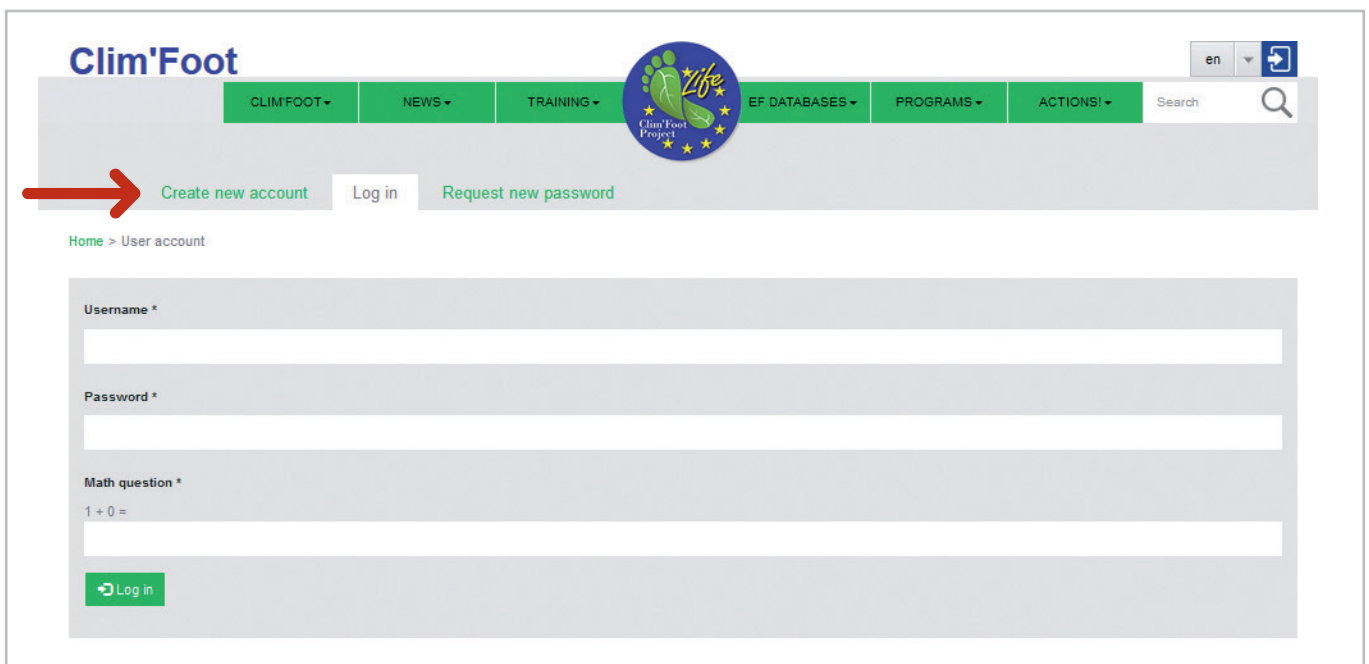 Clim'Foot
en
CLIM'FOOT NEWS TRAINING EF DATABASES PROGRAMS ACTIONS! Search
Life
Clim'Foot
Project
Create new account Log in Request new password
Home > User account
Username *
Password *
Math question *
1 + 0 =
Log in